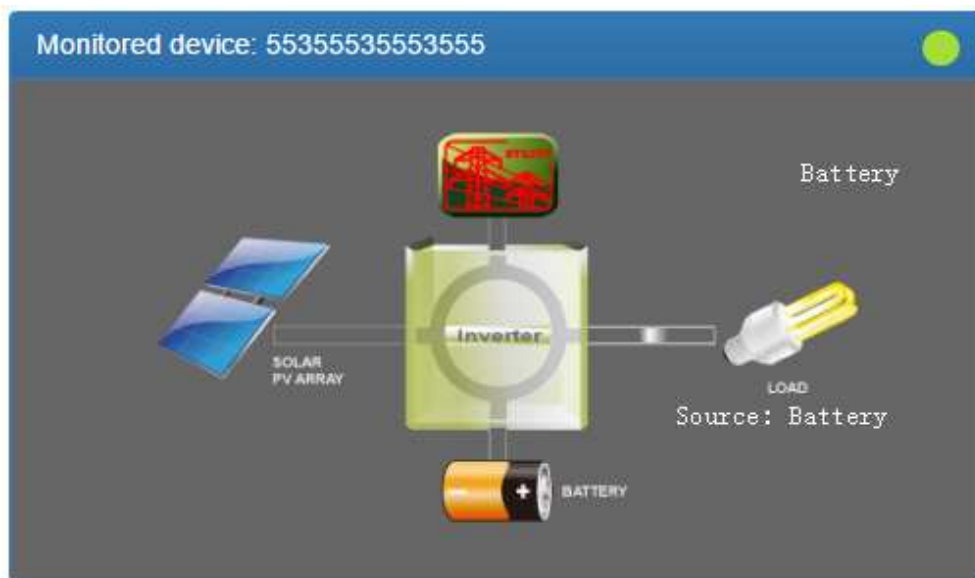 Monitored device: 55355535553555
Battery
Inverter
SOLAR
PV ARRAY
LOAD
Source: Battery
BATTERY